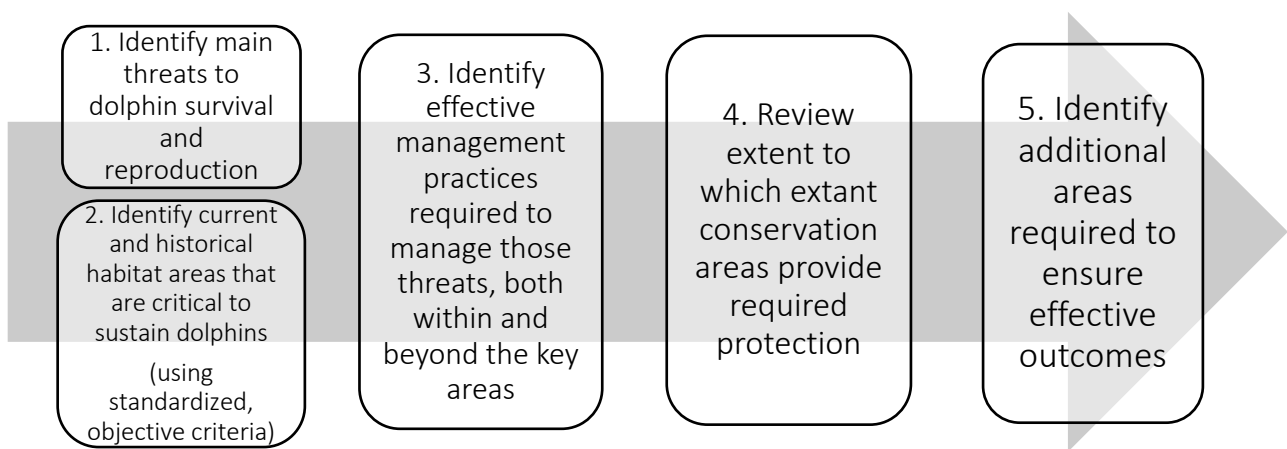 1. Identify main
threats to
dolphin survival
and
reproduction
2. Identify current
and historical
habitat areas that
are critical to
sustain dolphins
(using
standardized,
objective criteria)
3. Identify
effective
management
practices
required to
manage those
threats, both
within and
beyond the key
areas
4. Review
extent to
which extant
conservation
areas provide
required
protection
5. Identify
additional
areas
required to
ensure
effective
outcomes